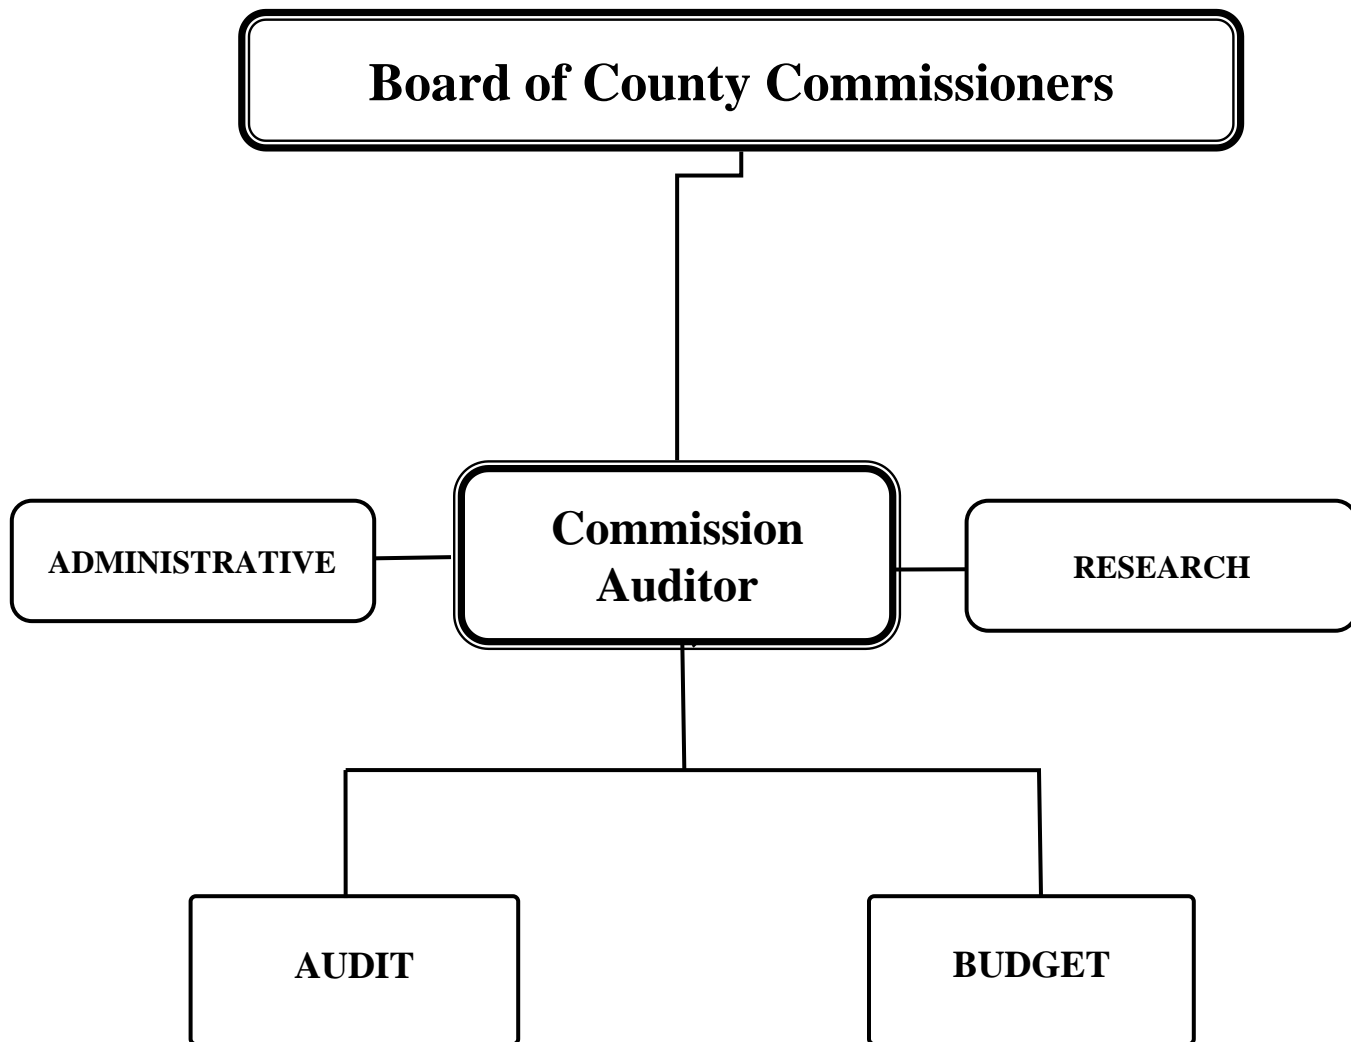 Board of County Commissioners
Commission
Auditor
ADMINISTRATIVE
RESEARCH
AUDIT
BUDGET